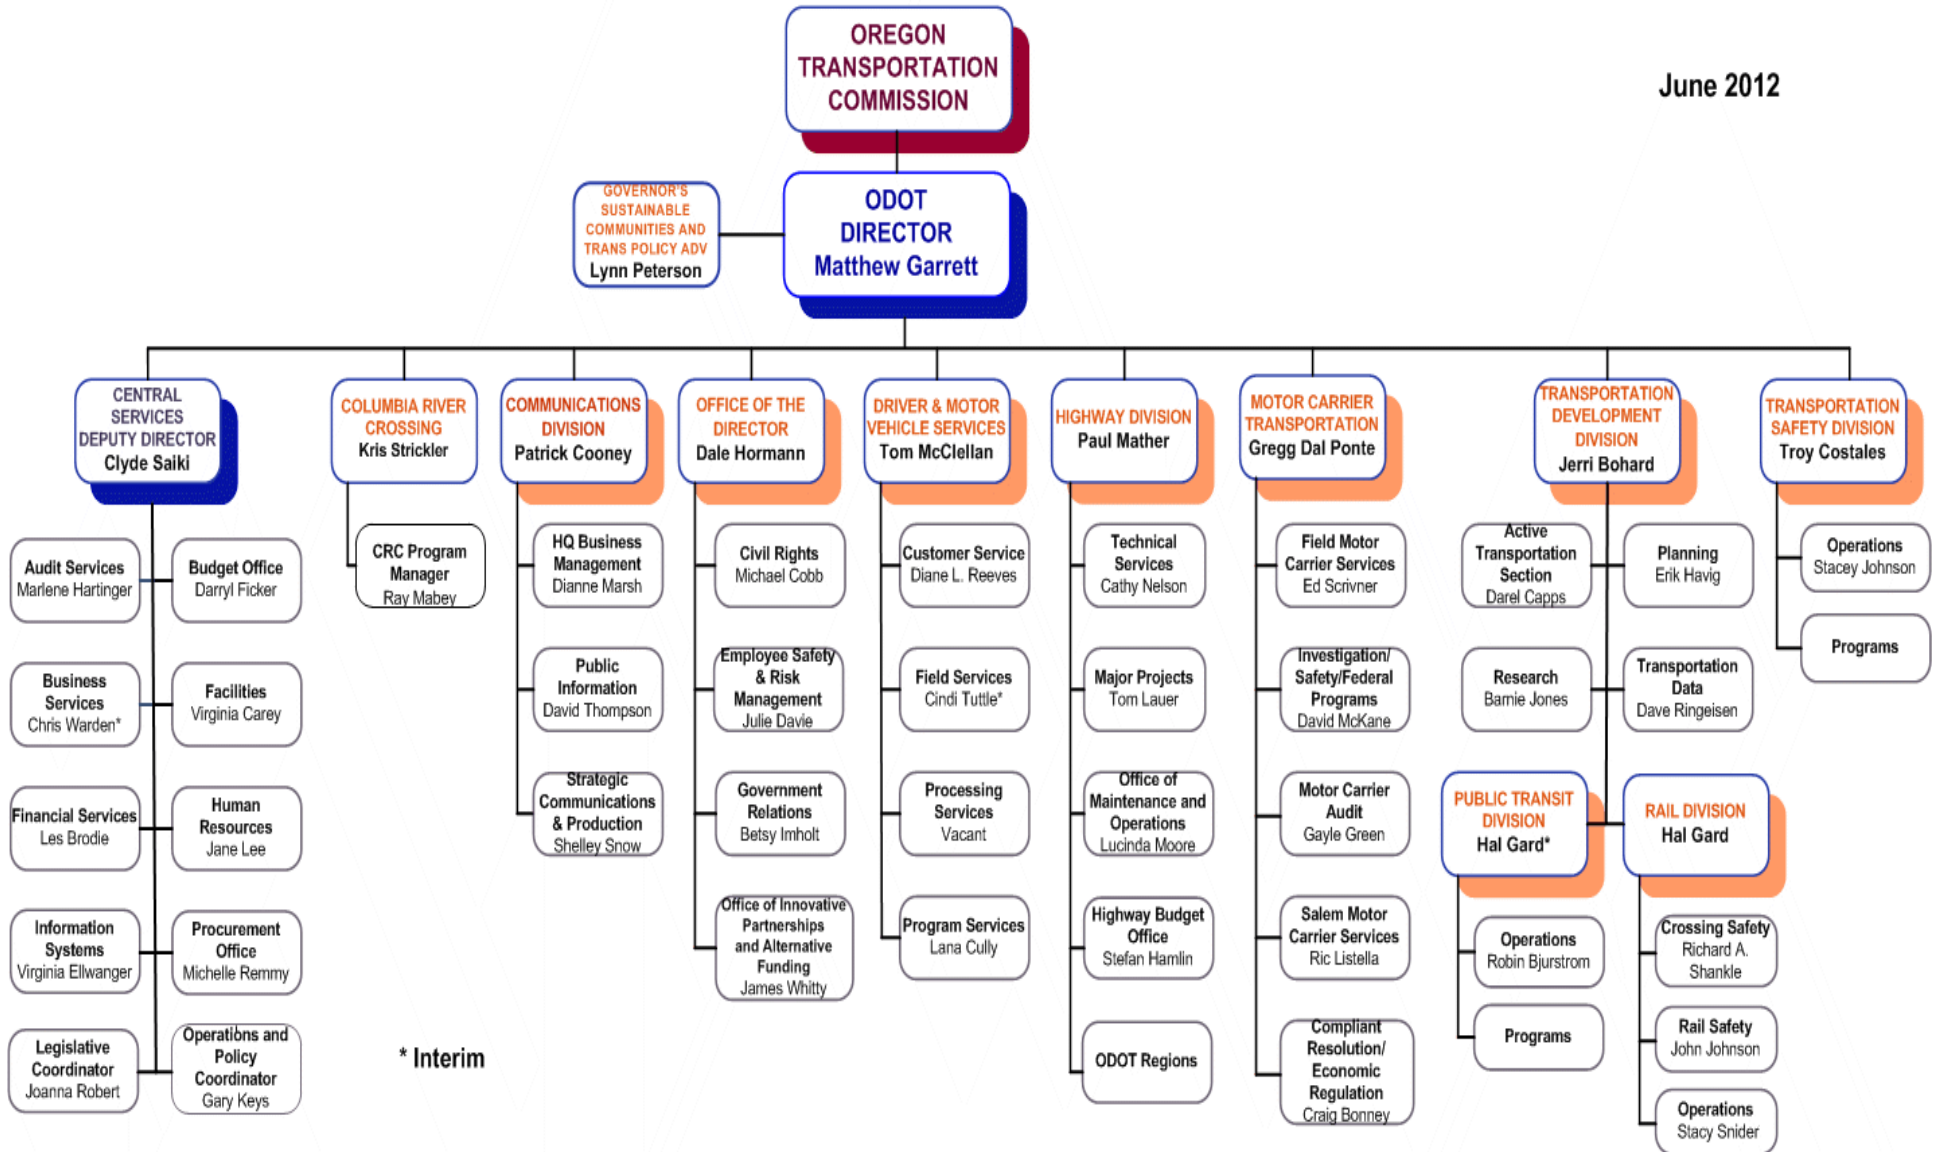 OREGON
TRANSPORTATION
COMMISSION
June 2012
GOVERNOR'S
SUSTAINABLE
COMMUNITIES AND
TRANS POLICY ADV
Lynn Peterson
ODOT
DIRECTOR
Matthew Garrett
CENTRAL
SERVICES
DEPUTY DIRECTOR
Clyde Saiki
COLUMBIA RIVER
CROSSING
Kris Strickler
COMMUNICATIONS
DIVISION
Patrick Cooney
OFFICE OF THE
DIRECTOR
Dale Hormann
DRIVER & MOTOR
VEHICLE SERVICES
Tom McClellan
HIGHWAY DIVISION
Paul Mather
MOTOR CARRIER
TRANSPORTATION
Gregg Dal Ponte
TRANSPORTATION
DEVELOPMENT
DIVISION
Jerri Bohard
TRANSPORTATION
SAFETY DIVISION
Troy Costales
Audit Services
Marlene Hartinger
Budget Office
Darryl Ficker
Business
Services
Chris Warden*
Facilities
Virginia Carey
Financial Services
Les Brodie
Human
Resources
Jane Lee
Information
Systems
Virginia Ellwanger
Procurement
Office
Michelle Remmy
Legislative
Coordinator
Joanna Robert
Operations and
Policy
Coordinator
Gary Keys
CRC Program
Manager
Ray Mabey
* Interim
HQ Business
Management
Dianne Marsh
Public
Information
David Thompson
Strategic
Communications
& Production
Shelley Snow
Civil Rights
Michael Cobb
Employee Safety
& Risk
Management
Julie Davie
Government
Relations
Betsy Imholt
Office of Innovative
Partnerships
and Alternative
Funding
James Whitty
Customer Service
Diane L. Reeves
Field Services
Cindi Tuttle*
Processing
Services
Vacant
Program Services
Lana Cully
Technical
Services
Cathy Nelson
Major Projects
Tom Lauer
Office of
Maintenance and
Operations
Lucinda Moore
Highway Budget
Office
Stefan Hamlin
ODOT Regions
Field Motor
Carrier Services
Ed Scrivner
Investigation/
Safety/Federal
Programs
David McKane
Motor Carrier
Audit
Gayle Green
Salem Motor
Carrier Services
Ric Listella
Compliant
Resolution/
Economic
Regulation
Craig Bonney
Active
Transportation
Section
Darel Capps
Planning
Erik Havig
Research
Barnie Jones
Transportation
Data
Dave Ringeisen
PUBLIC TRANSIT
DIVISION
Hal Gard*
RAIL DIVISION
Hal Gard
Operations
Robin Bjurstrom
Programs
Crossing Safety
Richard A.
Shankle
Rail Safety
John Johnson
Operations
Stacy Snider
Operations
Stacey Johnson
Programs